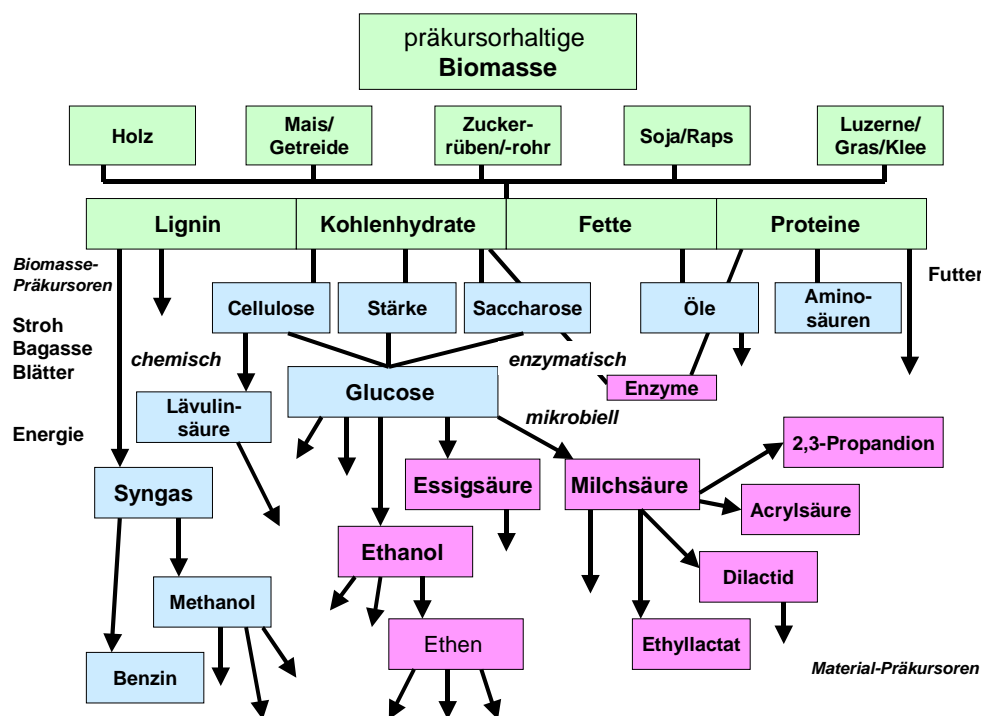 präkursorhaltige
Biomasse
Holz
Mais/
Getreide
Zucker-
rüben/-rohr
Soja/Raps
Luzerne/
Gras/Klee
Lignin
Kohlenhydrate
Fette
Proteine
Biomasse-
Präkursoren
Futter
Stroh
Bagasse
Blätter
Cellulose
Stärke
Saccharose
Öle
Amino-
säuren
chemisch
enzymatisch
Glucose
Enzyme
Lävulin-
säure
mikrobiell
Energie
2,3-Propandion
Syngas
Essigsäure
Milchsäure
Acrylsäure
Ethanol
Dilactid
Methanol
Ethen
Ethyllactat
Benzin
Material-Präkursoren